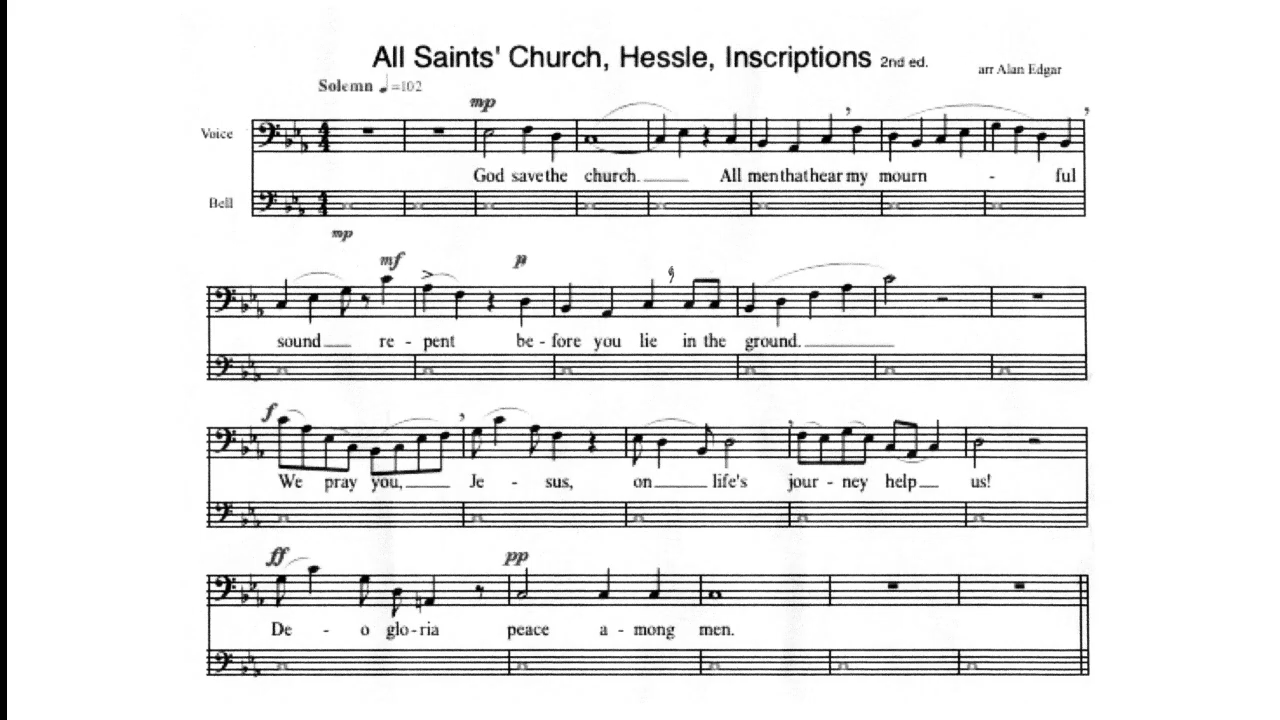 All Saints' Church, Hessle, Inscriptions 2nd ed.
arr Alan Edgar
Solemn ♩=102
mp
Voice
God save the church. All men that hear my mourn - ful
Bell
mp
mf p
sound re - pent be - fore you lie in the ground.
f
We pray you, Je - sus, on life's jour - ney help us!
ff pp
De - o glo - ria peace a - mong men.